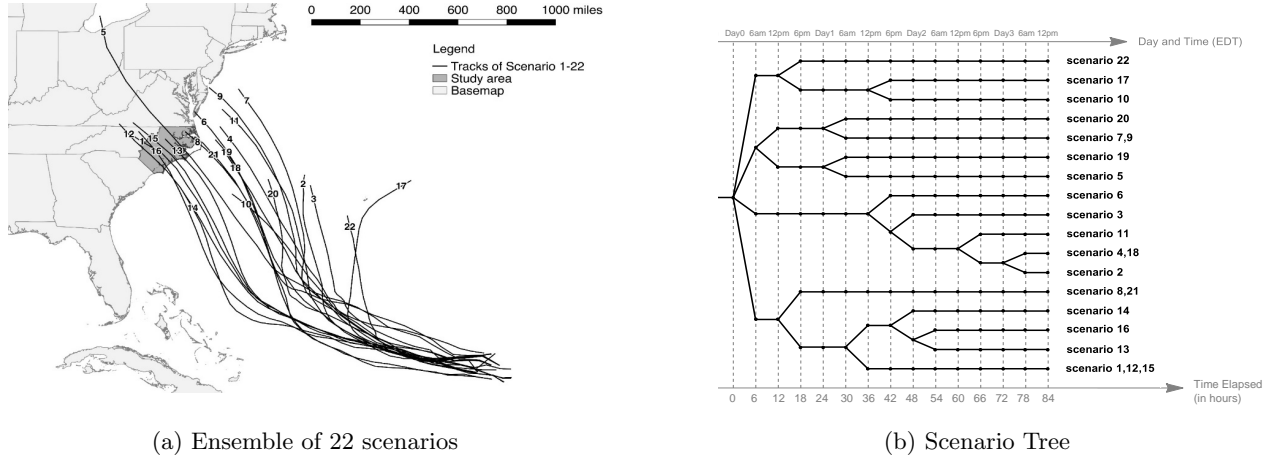 0 200 400 600 800 1000 miles
Legend
Tracks of Scenario 1-22
Study area
Basemap
5
9
7
11
6
12
1
15
8
4
16
13
21
19
18
2
17
20
3
14
10
22
(a) Ensemble of 22 scenarios
Day0 6am 12pm 6pm Day1 6am 12pm 6pm Day2 6am 12pm 6pm Day3 6am 12pm
Day and Time (EDT)
scenario 22
scenario 17
scenario 10
scenario 20
scenario 7,9
scenario 19
scenario 5
scenario 6
scenario 3
scenario 11
scenario 4,18
scenario 2
scenario 8,21
scenario 14
scenario 16
scenario 13
scenario 1,12,15
Time Elapsed
(in hours)
0 6 12 18 24 30 36 42 48 54 60 66 72 78 84
(b) Scenario Tree